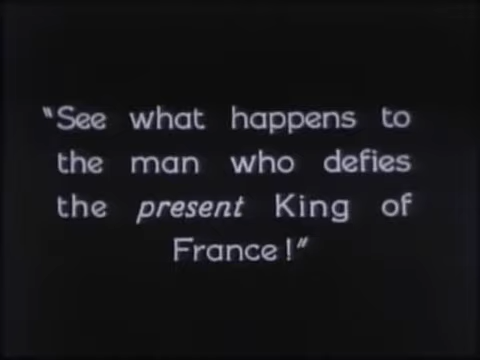 "See what happens to
the man who defies
the present King of
France!"